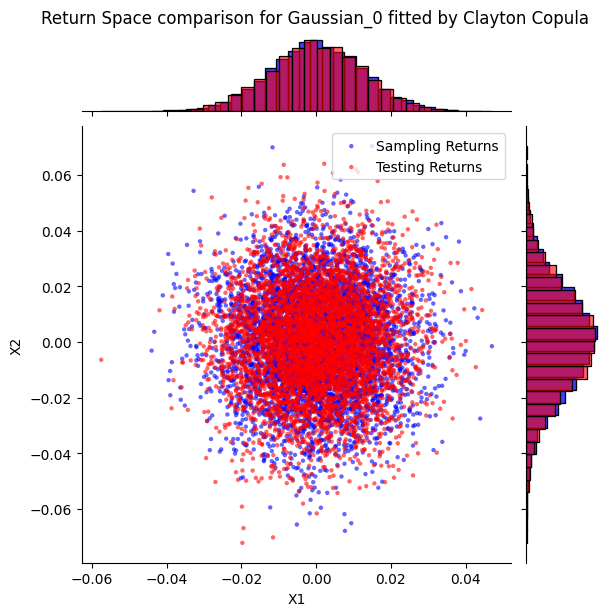 Return Space comparison for Gaussian_0 fitted by Clayton Copula
Sampling Returns
Testing Returns
0.06
0.04
0.02
0.00
−0.02
−0.04
−0.06
X2
−0.06 −0.04 −0.02 0.00 0.02 0.04
X1